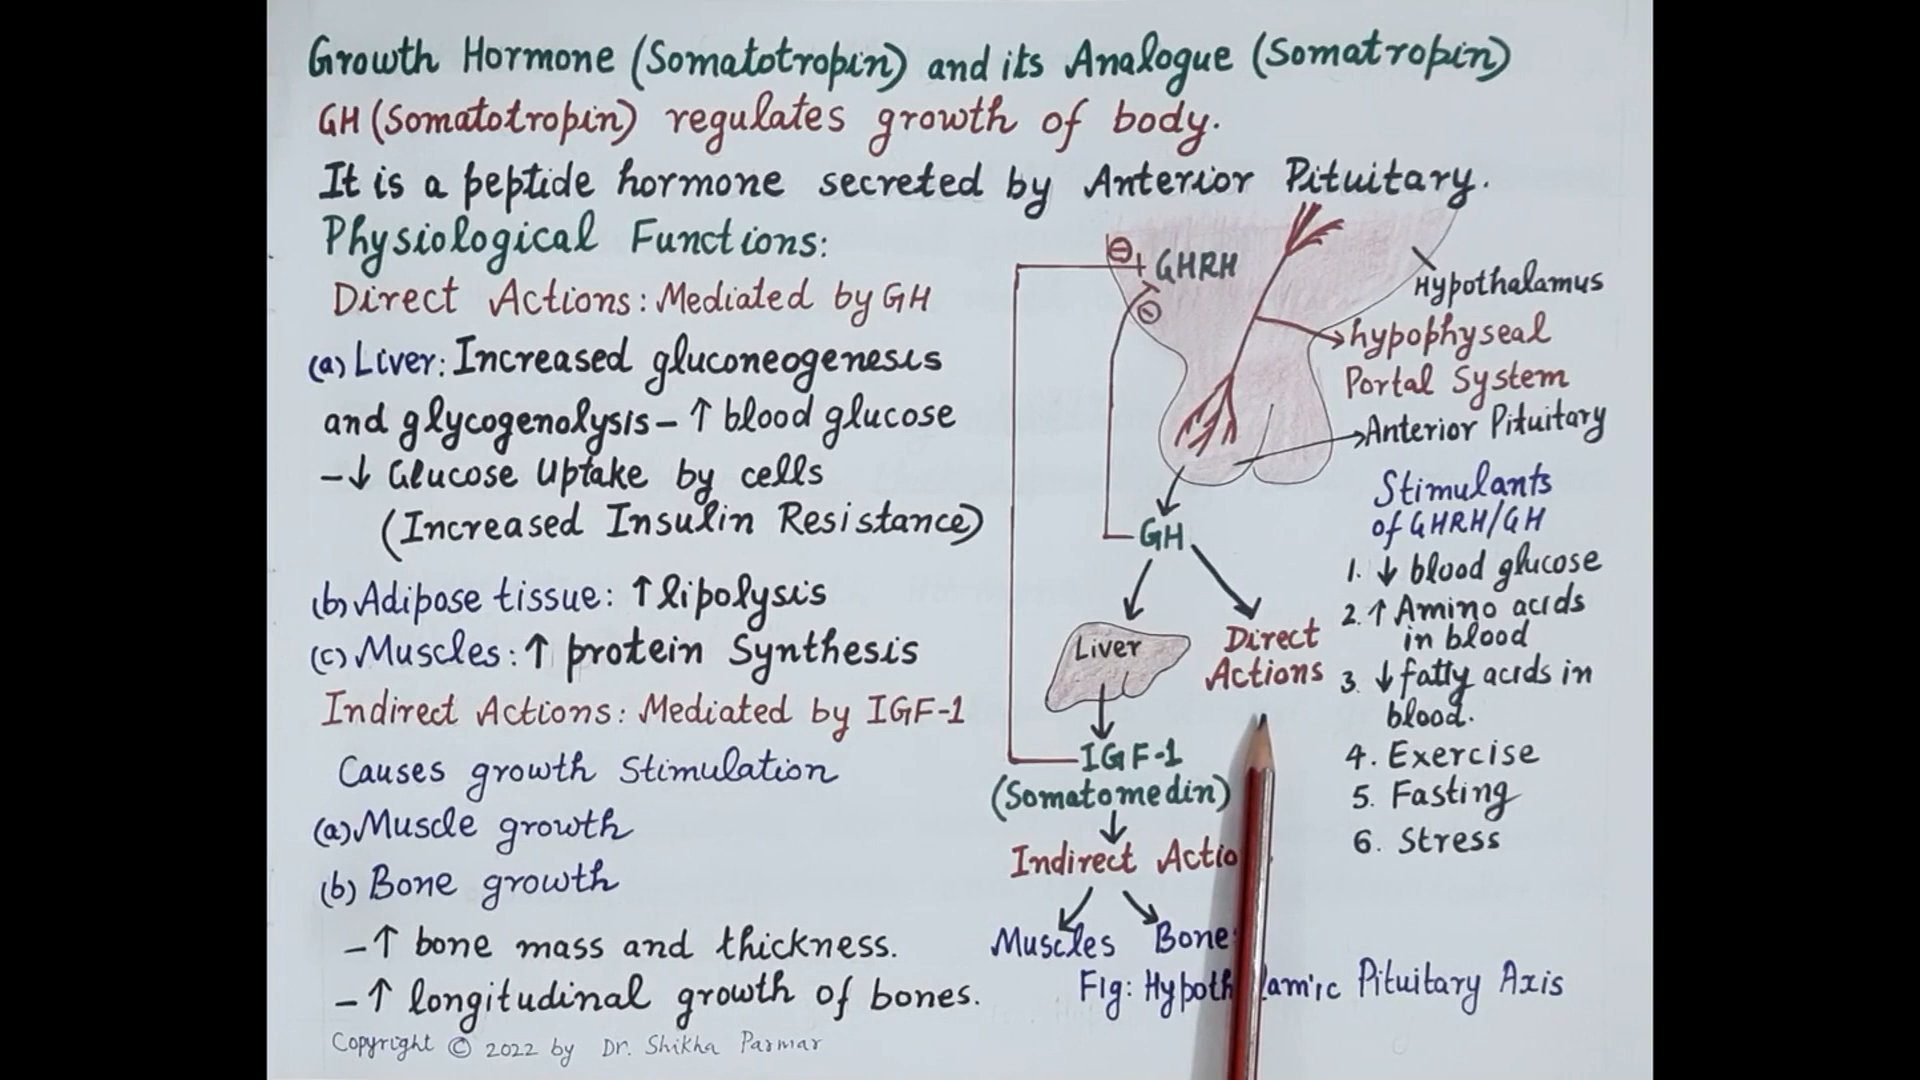 Growth Hormone (Somatotropin) and its Analogue (Somatropin)
GH (Somatotropin) regulates growth of body.
It is a peptide hormone secreted by Anterior Pituitary.
Physiological Functions:
Direct Actions: Mediated by GH
(a) Liver: Increased gluconeogenesis
and glycogenolysis - ↑ blood glucose
- ↓ Glucose Uptake by cells
(Increased Insulin Resistance)
(b) Adipose tissue: ↑ lipolysis
(c) Muscles: ↑ protein Synthesis
Indirect Actions: Mediated by IGF-1
Causes growth Stimulation
(a) Muscle growth
(b) Bone growth
- ↑ bone mass and thickness.
- ↑ longitudinal growth of bones.
Copyright © 2022 by Dr. Shikha Parmar
⊖
GHRH
⊖
Hypothalamus
hypophyseal
Portal System
Anterior Pituitary
GH
Liver
Direct
Actions
IGF-1
(Somatomedin)
Indirect Actio
Muscles Bone
Fig: Hypoth lamic Pituitary Axis
Stimulants
of GHRH/GH
1. ↓ blood glucose
2. ↑ Amino acids
in blood
3. ↓ fatty acids in
blood.
4. Exercise
5. Fasting
6. Stress